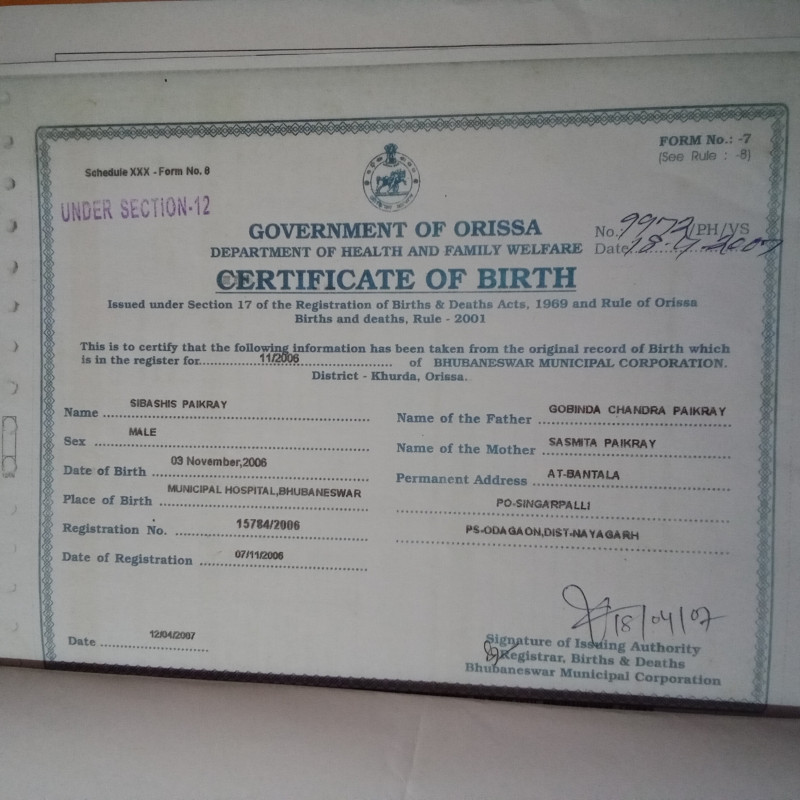 FORM No.: -7
(See Rule : -8)
Schedule XXX - Form No. 8
UNDER SECTION-12
GOVERNMENT OF ORISSA
No. 9972/PH/VS
DEPARTMENT OF HEALTH AND FAMILY WELFARE
Date 18-7-2007
CERTIFICATE OF BIRTH
Issued under Section 17 of the Registration of Births & Deaths Acts, 1969 and Rule of Orissa
Births and deaths, Rule - 2001
This is to certify that the following information has been taken from the original record of Birth which
is in the register for 11/2006 of BHUBANESWAR MUNICIPAL CORPORATION.
District - Khurda, Orissa.
Name SIBASHIS PAIKRAY
Sex MALE
Date of Birth 03 November,2006
Place of Birth MUNICIPAL HOSPITAL,BHUBANESWAR
Registration No. 15784/2006
Date of Registration 07/11/2006
Name of the Father GOBINDA CHANDRA PAIKRAY
Name of the Mother SASMITA PAIKRAY
Permanent Address AT-BANTALA
PO-SINGARPALLI
PS-ODAGAON,DIST-NAYAGARH
Date 12/04/2007
18/04/07
Signature of Issuing Authority
Registrar, Births & Deaths
Bhubaneswar Municipal Corporation